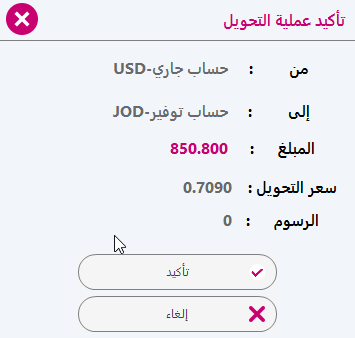 تأكيد عملية التحويل
من : حساب جاري-USD
إلى : حساب توفير-JOD
المبلغ : 850.800
سعر التحويل : 0.7090
الرسوم : 0
تأكيد
إلغاء